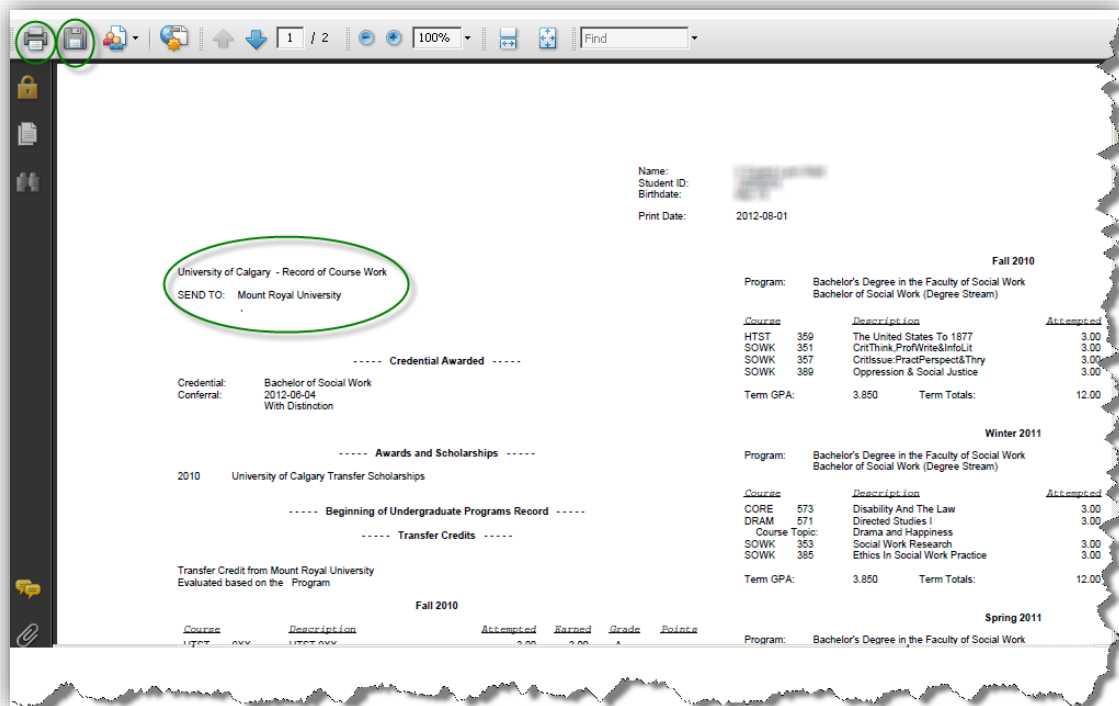 1 / 2 100% Find
Name:
Student ID:
Birthdate:
Print Date: 2012-08-01
University of Calgary - Record of Course Work
SEND TO: Mount Royal University
----- Credential Awarded -----
Credential: Bachelor of Social Work
Conferral: 2012-06-04
With Distinction
----- Awards and Scholarships -----
2010 University of Calgary Transfer Scholarships
----- Beginning of Undergraduate Programs Record -----
----- Transfer Credits -----
Transfer Credit from Mount Royal University
Evaluated based on the Program
Fall 2010
Course Description Attempted Earned Grade Points
Fall 2010
Program: Bachelor's Degree in the Faculty of Social Work
Bachelor of Social Work (Degree Stream)
Course Description Attempted
HTST 359 The United States To 1877 3.00
SOWK 351 CritThink,ProfWrite&InfoLit 3.00
SOWK 357 CritIssue:PractPerspect&Thry 3.00
SOWK 389 Oppression & Social Justice 3.00
Term GPA: 3.850 Term Totals: 12.00
Winter 2011
Program: Bachelor's Degree in the Faculty of Social Work
Bachelor of Social Work (Degree Stream)
Course Description Attempted
CORE 573 Disability And The Law 3.00
DRAM 571 Directed Studies I 3.00
Course Topic: Drama and Happiness
SOWK 353 Social Work Research 3.00
SOWK 385 Ethics In Social Work Practice 3.00
Term GPA: 3.850 Term Totals: 12.00
Spring 2011
Program: Bachelor's Degree in the Faculty of Social Work